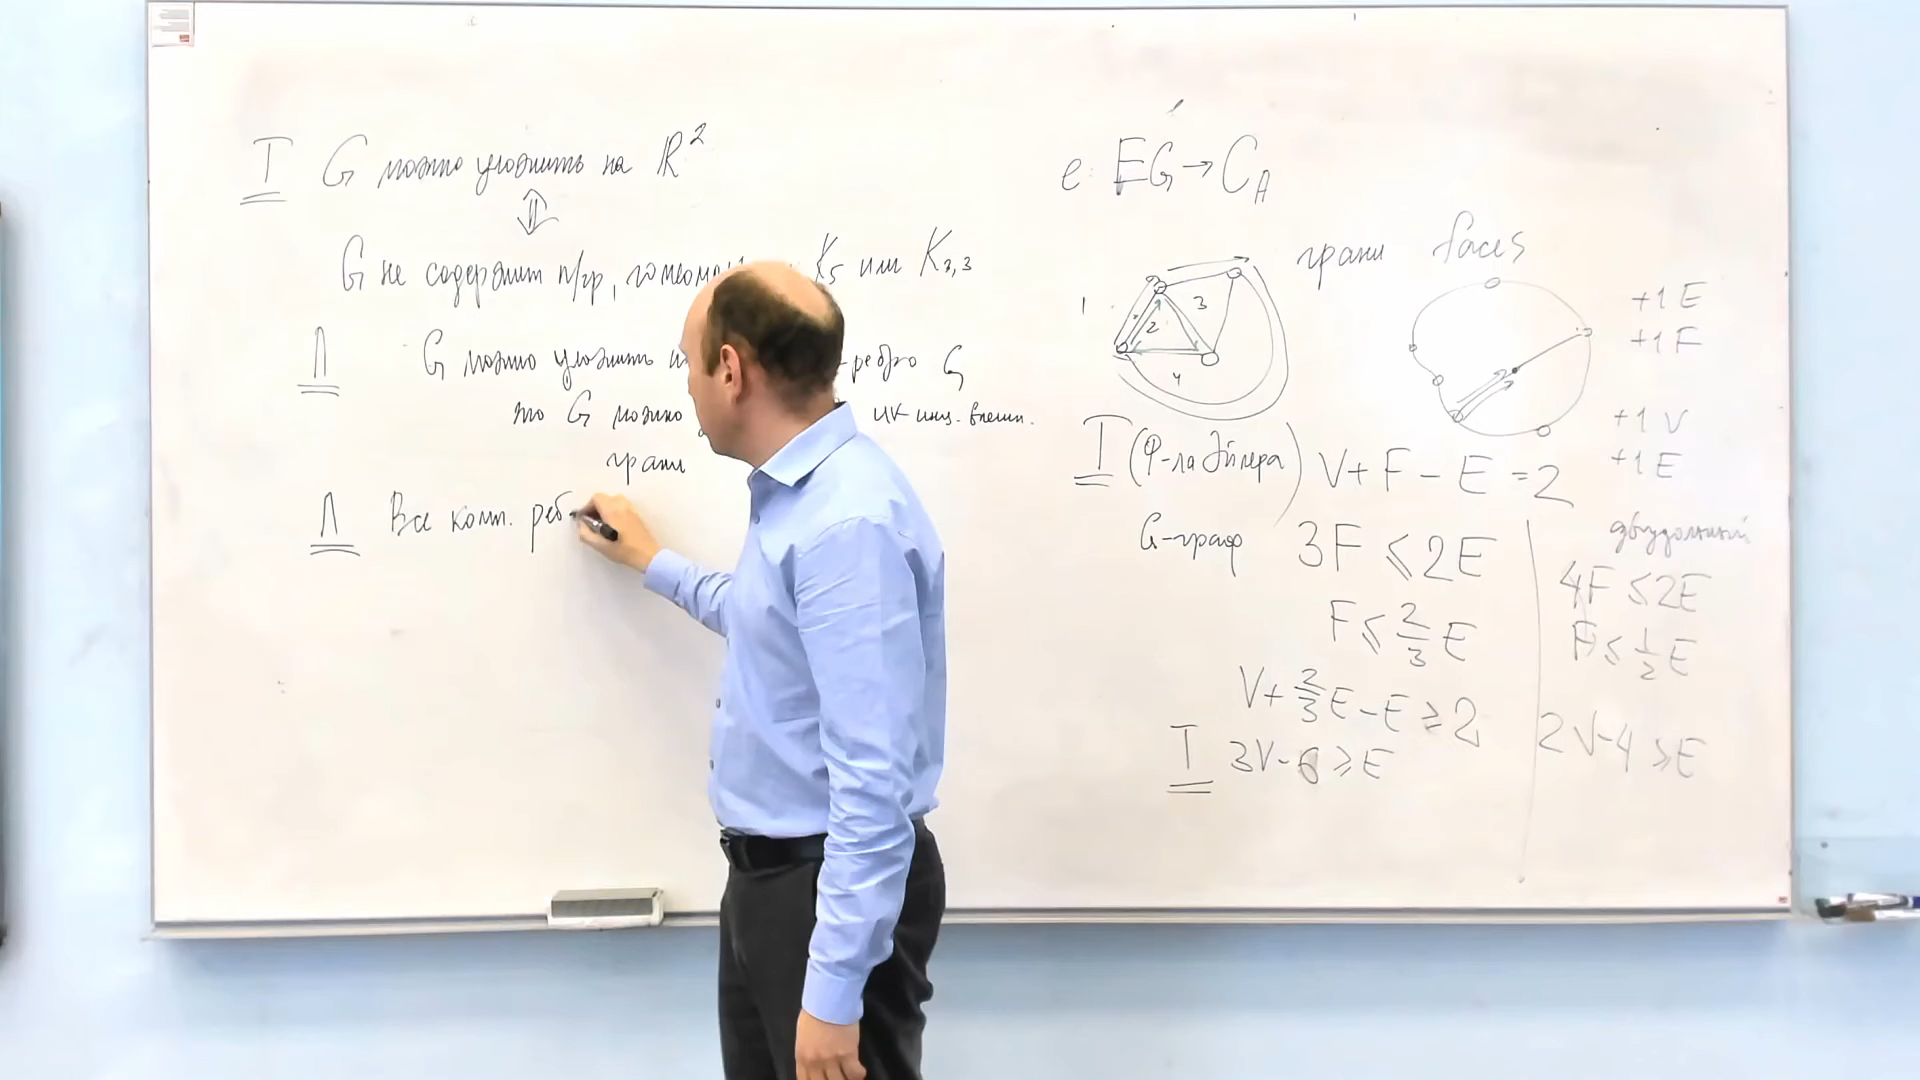 T G можно уложить на R²
⇕
G не содержит п/гр, гомеом K₅ или K₃,₃
Л G можно уложить -ребро G
то G можно инц. внешн.
грани
Л Все комп. реб
e: EG → C_A
грани faces
1 2 3 4
+1 E
+1 F
+1 V
+1 E
T (Ф-ла Эйлера) V + F - E = 2
G-граф 3F ⩽ 2E
F ⩽ 2/3 E
V + 2/3 E - E ⩾ 2
T 3V - 6 ⩾ E
двудольный
4F ⩽ 2E
F ⩽ 1/2 E
2V - 4 ⩾ E